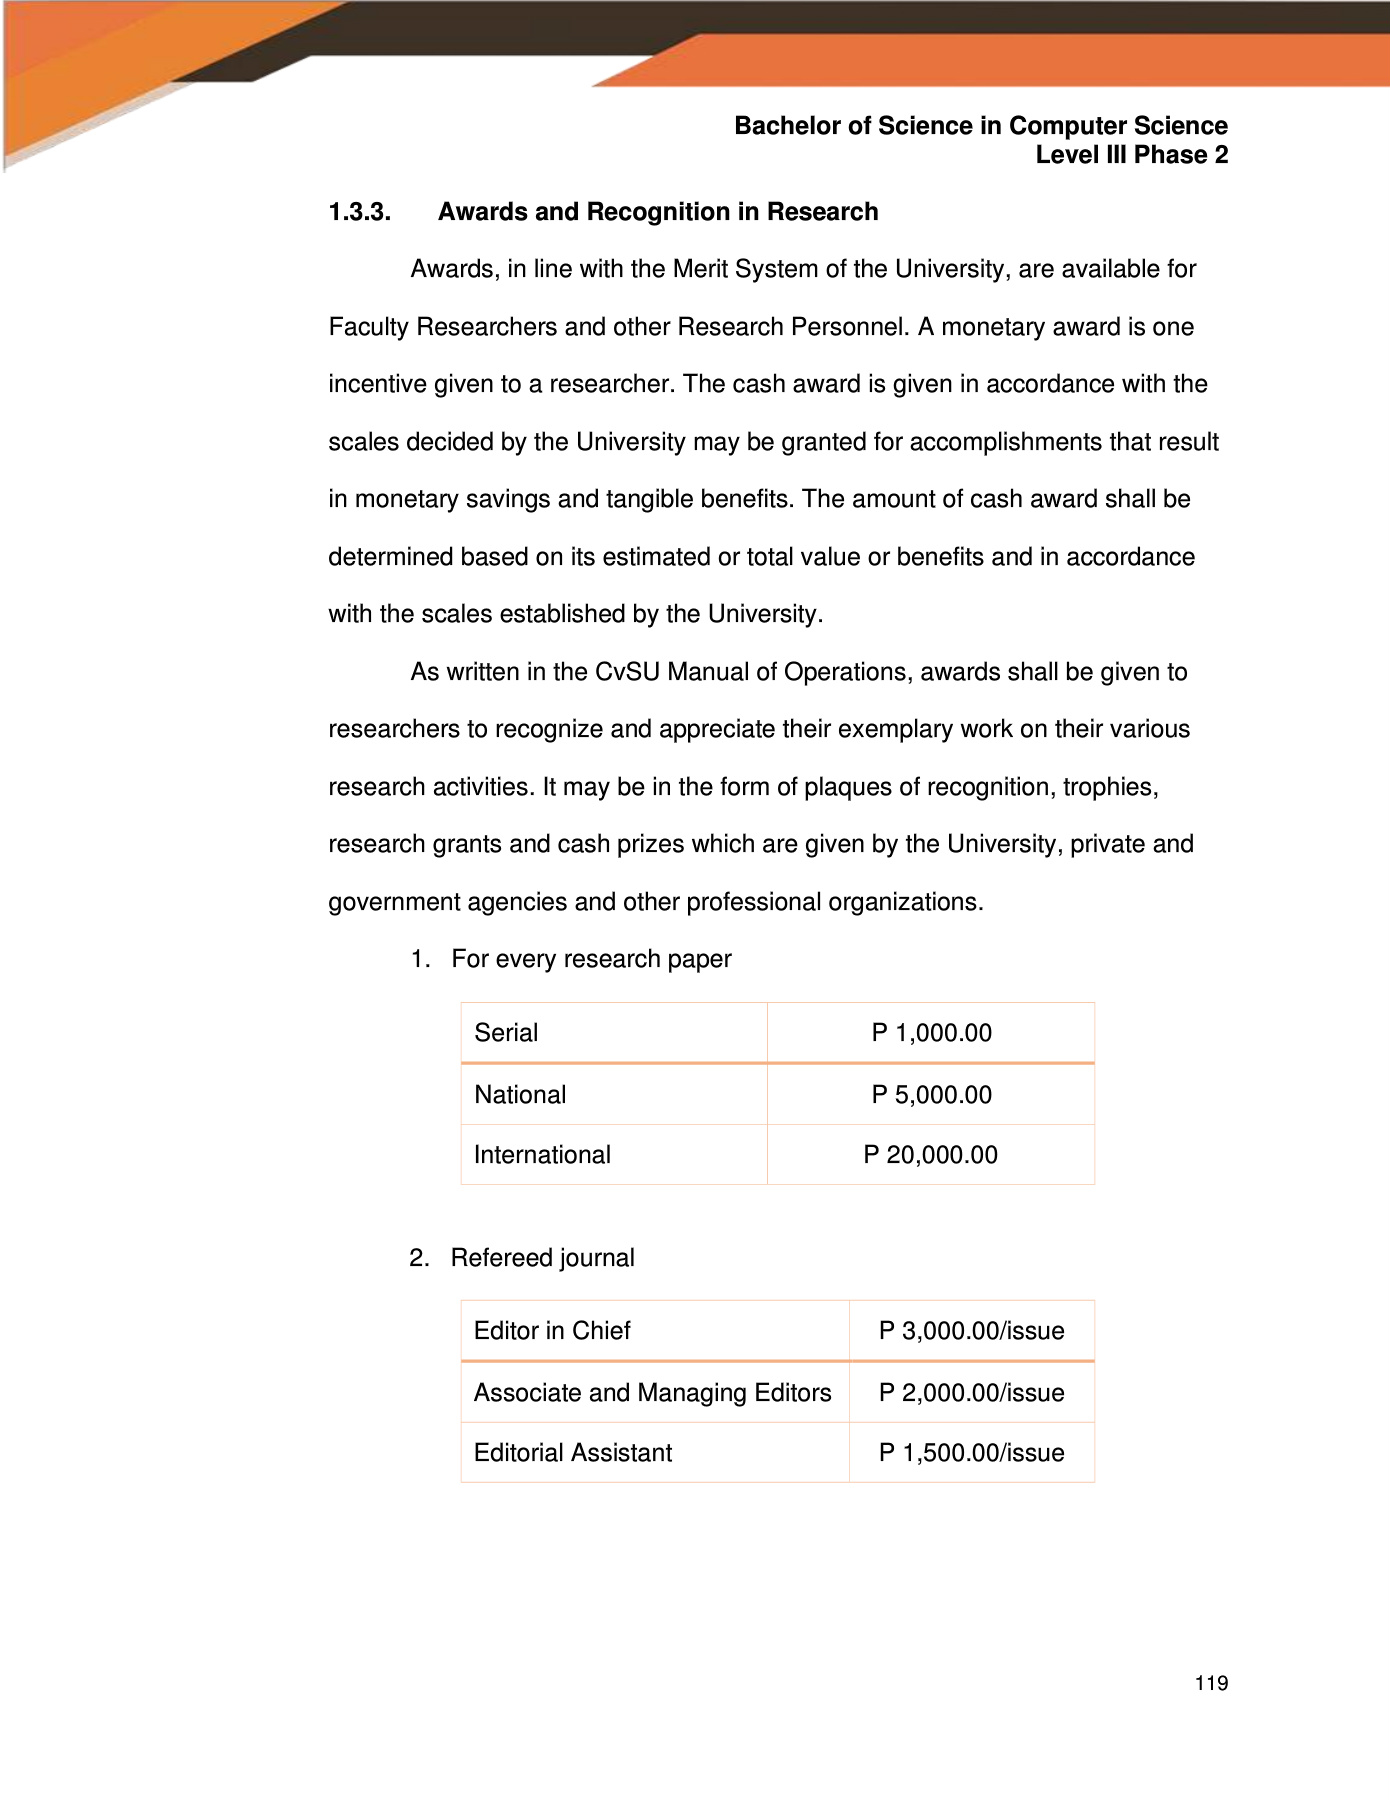 Bachelor of Science in Computer Science
Level III Phase 2
1.3.3. Awards and Recognition in Research
Awards, in line with the Merit System of the University, are available for
Faculty Researchers and other Research Personnel. A monetary award is one
incentive given to a researcher. The cash award is given in accordance with the
scales decided by the University may be granted for accomplishments that result
in monetary savings and tangible benefits. The amount of cash award shall be
determined based on its estimated or total value or benefits and in accordance
with the scales established by the University.
As written in the CvSU Manual of Operations, awards shall be given to
researchers to recognize and appreciate their exemplary work on their various
research activities. It may be in the form of plaques of recognition, trophies,
research grants and cash prizes which are given by the University, private and
government agencies and other professional organizations.
1. For every research paper
Serial P 1,000.00
National P 5,000.00
International P 20,000.00
2. Refereed journal
Editor in Chief P 3,000.00/issue
Associate and Managing Editors P 2,000.00/issue
Editorial Assistant P 1,500.00/issue
119